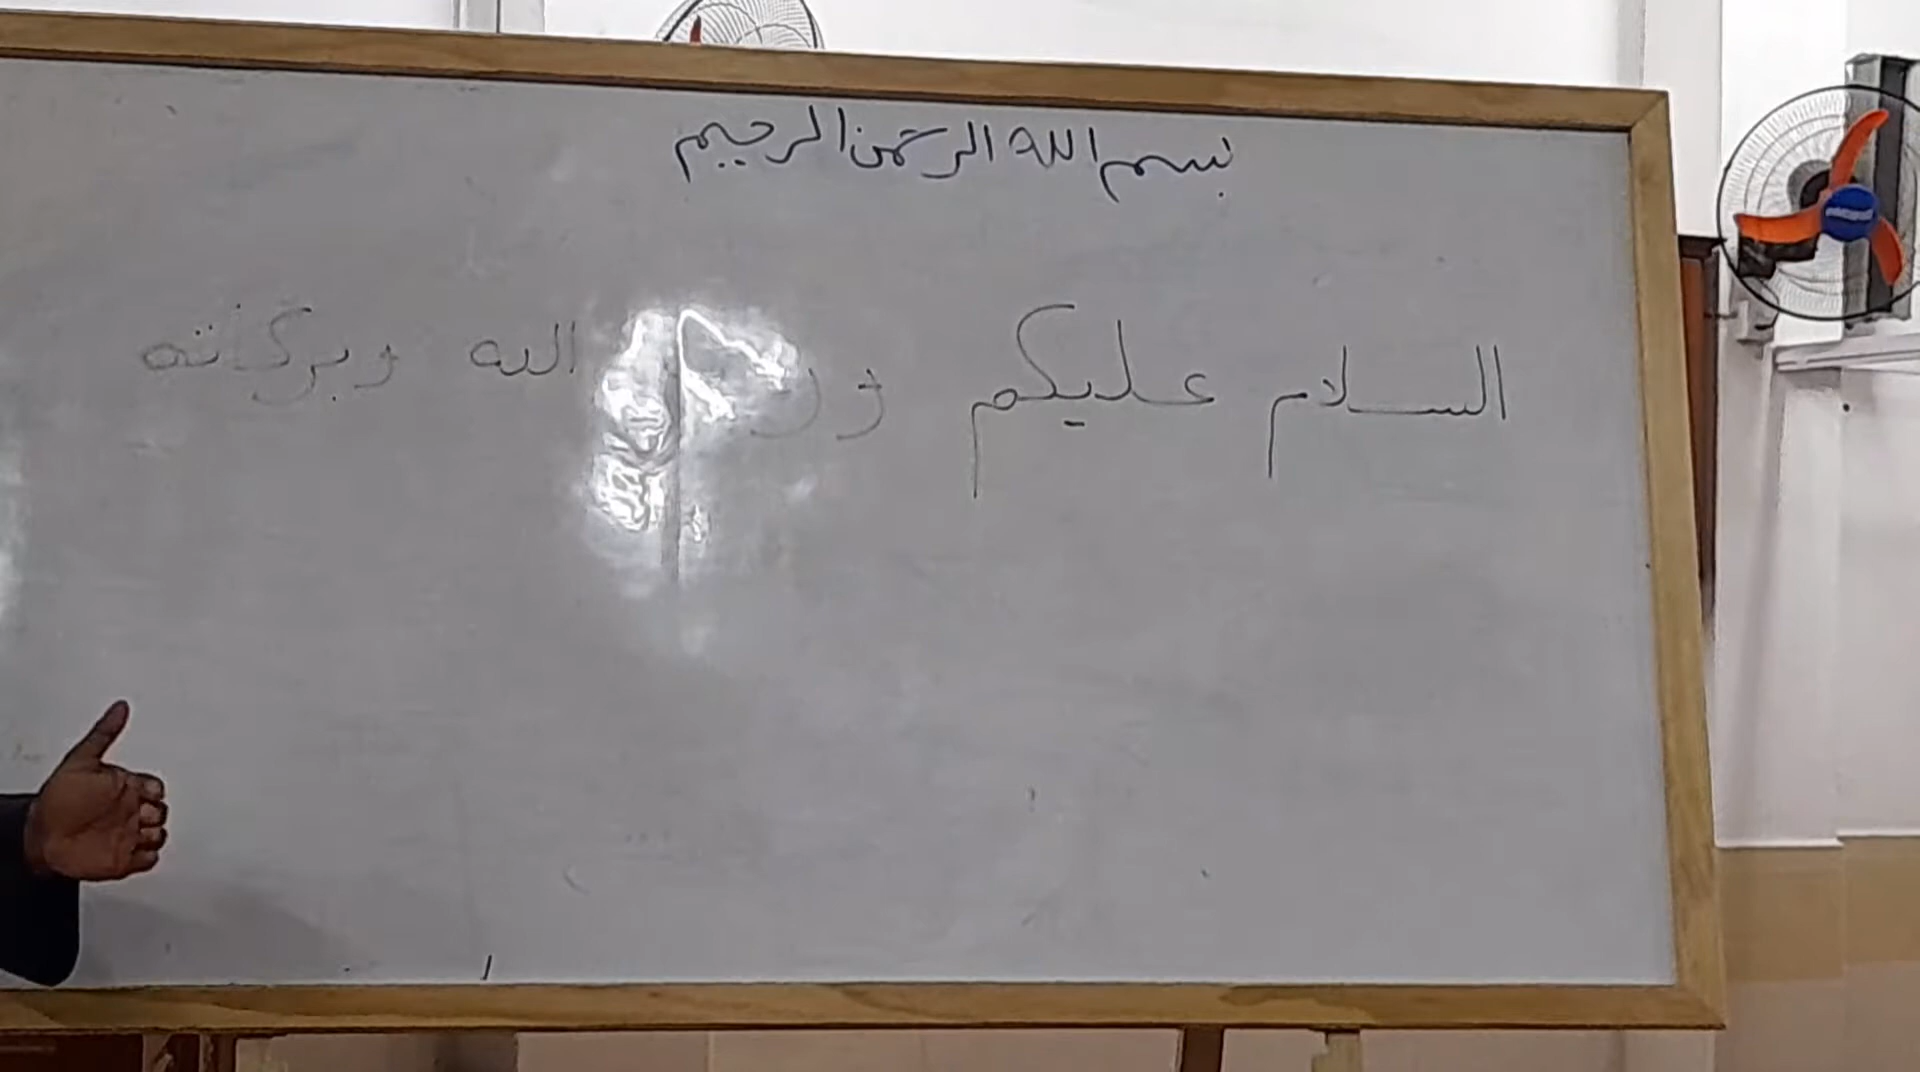 بسم الله الرحمن الرحيم
السلام عليكم الله وبركاته